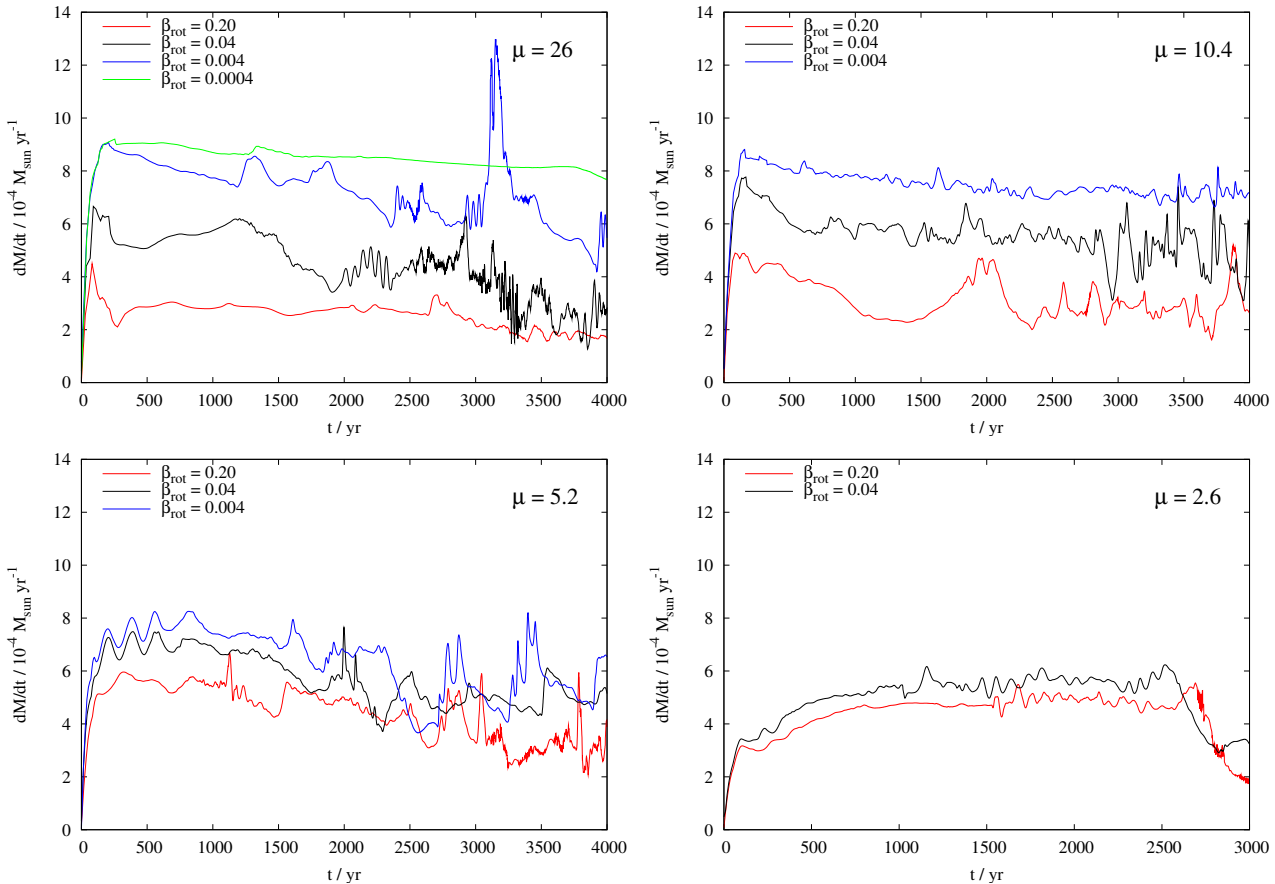 β_rot = 0.20
β_rot = 0.04
β_rot = 0.004
β_rot = 0.0004
μ = 26
14
12
10
8
6
4
2
0
dM/dt / 10^-4 M_sun yr^-1
0 500 1000 1500 2000 2500 3000 3500 4000
t / yr
β_rot = 0.20
β_rot = 0.04
β_rot = 0.004
μ = 10.4
14
12
10
8
6
4
2
0
dM/dt / 10^-4 M_sun yr^-1
0 500 1000 1500 2000 2500 3000 3500 4000
t / yr
β_rot = 0.20
β_rot = 0.04
β_rot = 0.004
μ = 5.2
14
12
10
8
6
4
2
0
dM/dt / 10^-4 M_sun yr^-1
0 500 1000 1500 2000 2500 3000 3500 4000
t / yr
β_rot = 0.20
β_rot = 0.04
μ = 2.6
14
12
10
8
6
4
2
0
dM/dt / 10^-4 M_sun yr^-1
0 500 1000 1500 2000 2500 3000
t / yr